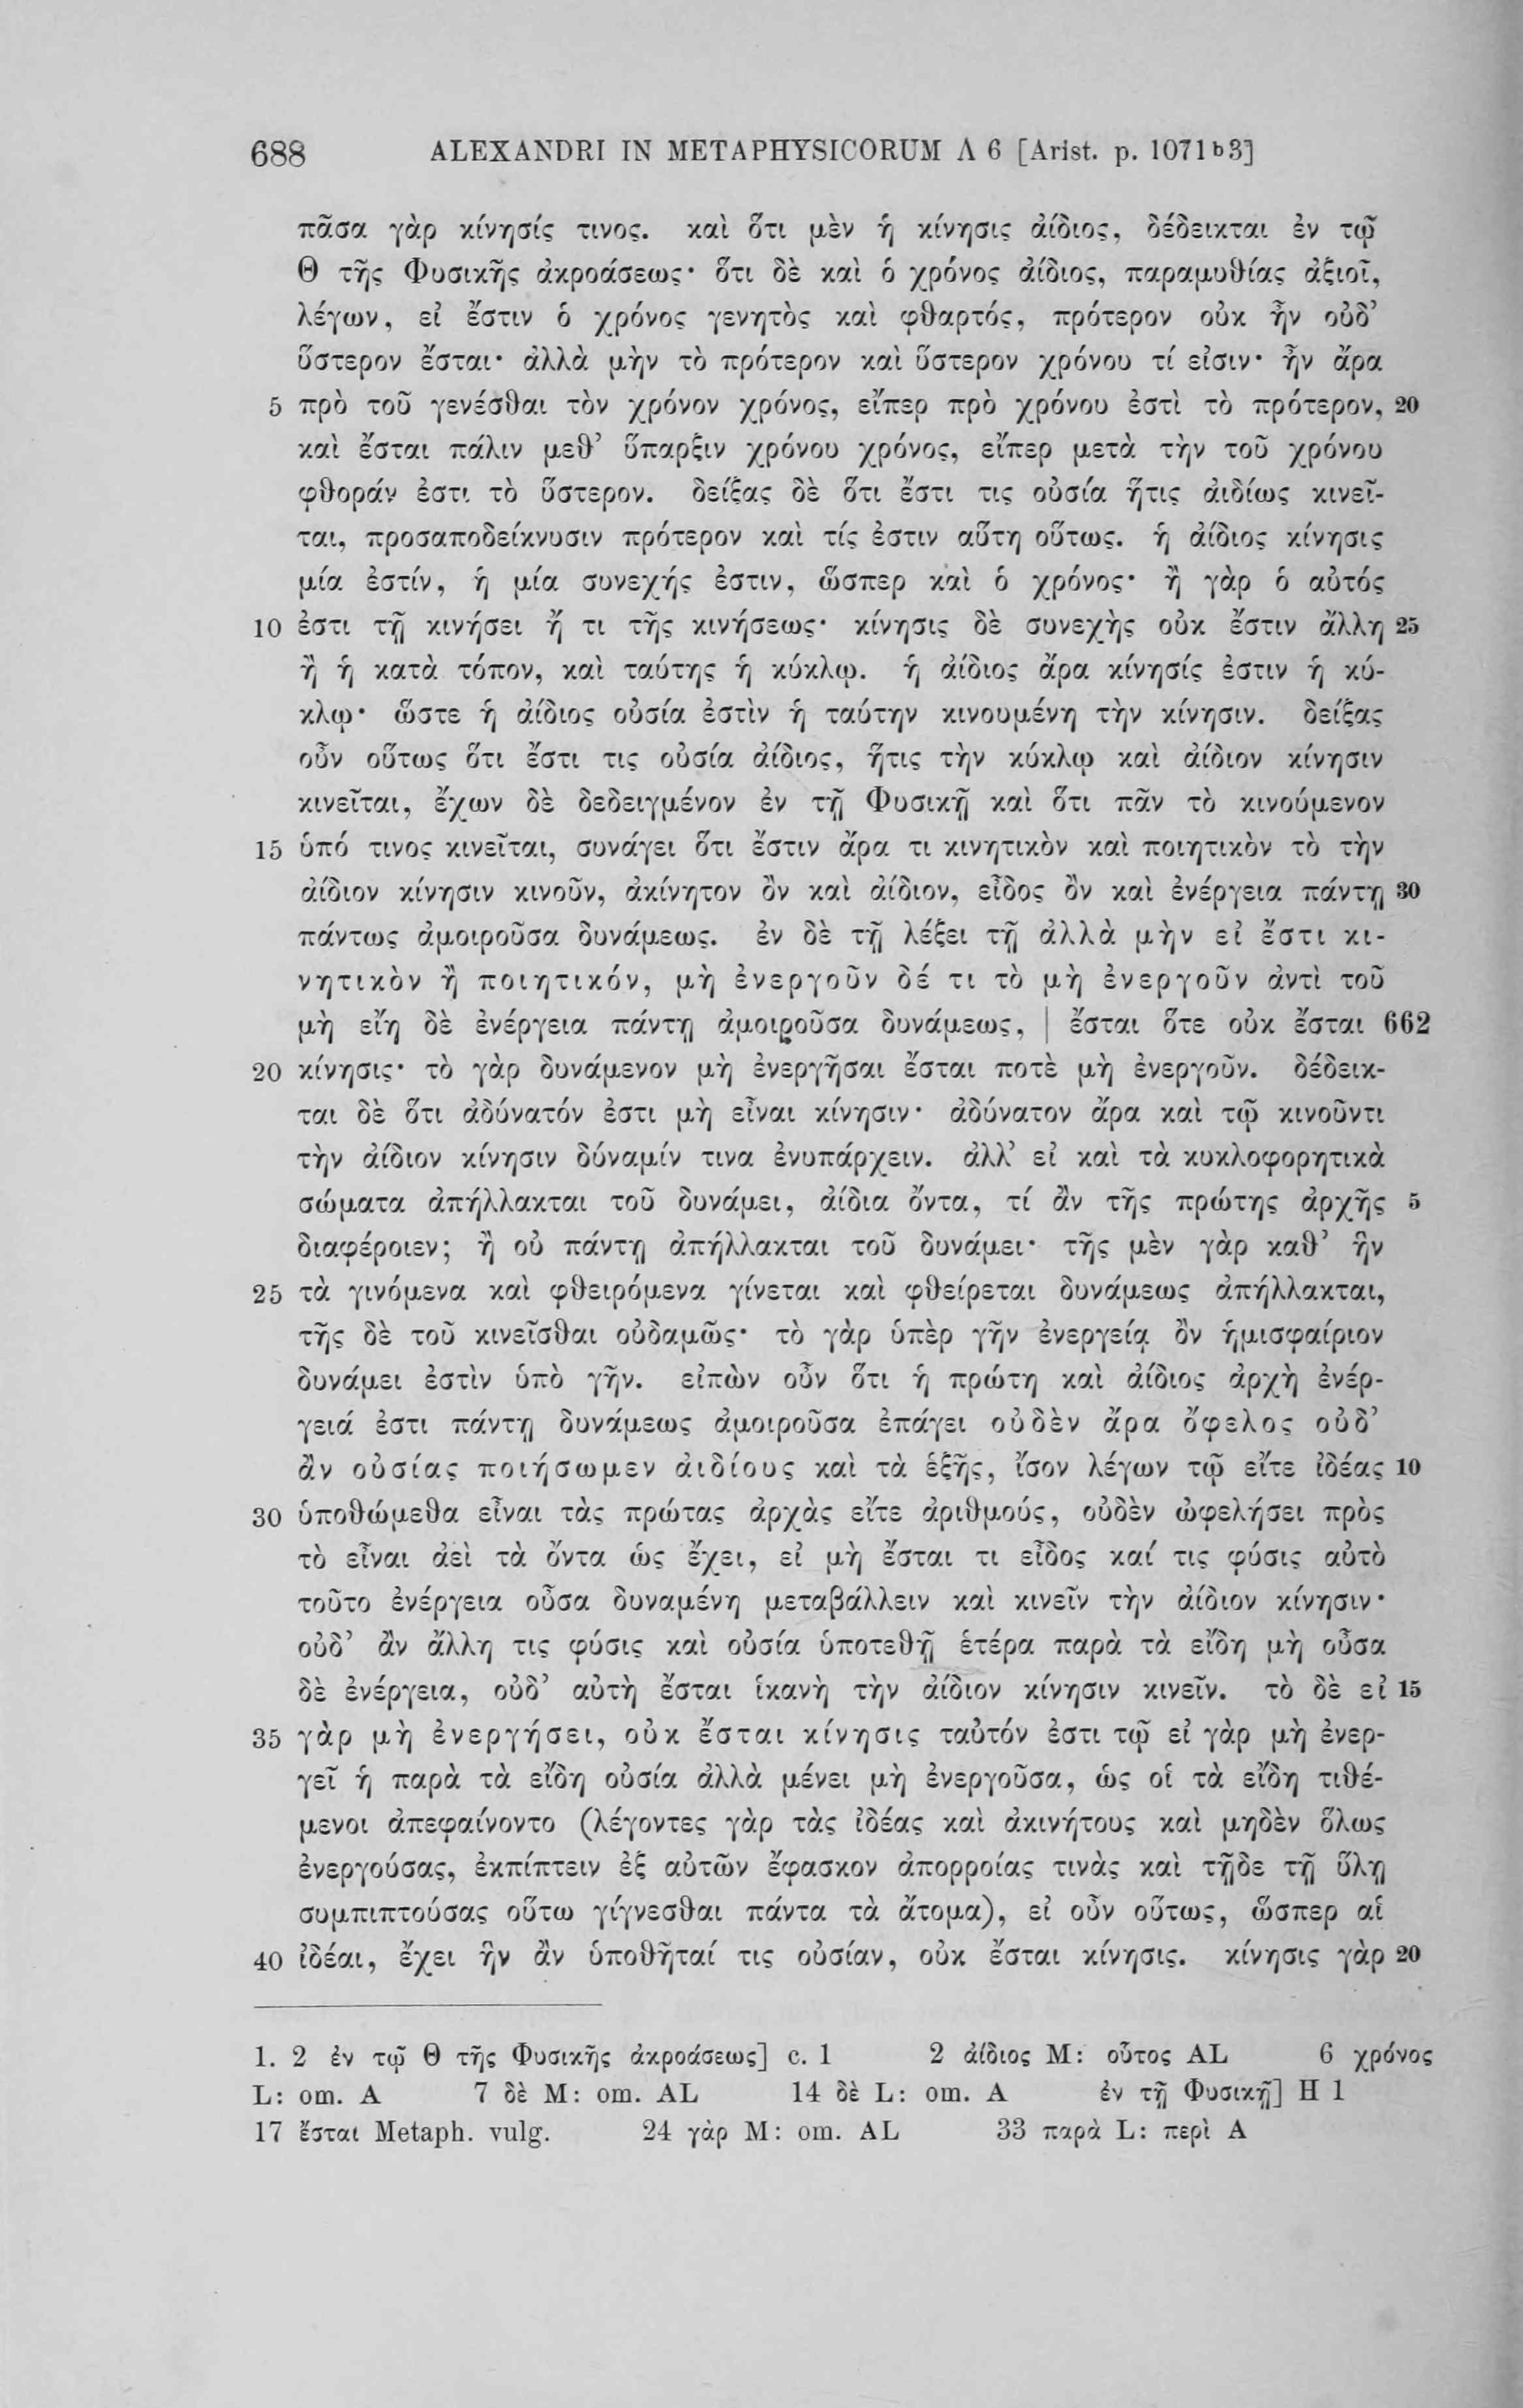 688 ALEXANDRI IN METAPHYSICORUM Λ 6 [Arist. p. 1071b3]
πᾶσα γὰρ κίνησίς τινος. καὶ ὅτι μὲν ἡ κίνησις ἀίδιος, δέδεικται ἐν τῷ
Θ τῆς Φυσικῆς ἀκροάσεως· ὅτι δὲ καὶ ὁ χρόνος ἀίδιος, παραμυθίας ἀξιοῖ,
λέγων, εἰ ἔστιν ὁ χρόνος γενητὸς καὶ φθαρτός, πρότερον οὐκ ἦν οὐδ’
ὕστερον ἔσται· ἀλλὰ μὴν τὸ πρότερον καὶ ὕστερον χρόνου τί εἰσιν· ἦν ἄρα
5 πρὸ τοῦ γενέσθαι τὸν χρόνον χρόνος, εἴπερ πρὸ χρόνου ἐστὶ τὸ πρότερον, 20
καὶ ἔσται πάλιν μεθ’ ὕπαρξιν χρόνου χρόνος, εἴπερ μετὰ τὴν τοῦ χρόνου
φθοράν ἐστι τὸ ὕστερον. δείξας δὲ ὅτι ἔστι τις οὐσία ἥτις ἀιδίως κινεῖ-
ται, προσαποδείκνυσιν πρότερον καὶ τίς ἐστιν αὕτη οὕτως. ἡ ἀίδιος κίνησις
μία ἐστίν, ἡ μία συνεχής ἐστιν, ὥσπερ καὶ ὁ χρόνος· ἢ γὰρ ὁ αὐτός
10 ἐστι τῇ κινήσει ἤ τι τῆς κινήσεως· κίνησις δὲ συνεχὴς οὐκ ἔστιν ἄλλη 25
ἢ ἡ κατὰ τόπον, καὶ ταύτης ἡ κύκλῳ. ἡ ἀίδιος ἄρα κίνησίς ἐστιν ἡ κύ-
κλῳ· ὥστε ἡ ἀίδιος οὐσία ἐστὶν ἡ ταύτην κινουμένη τὴν κίνησιν. δείξας
οὖν οὕτως ὅτι ἔστι τις οὐσία ἀίδιος, ἥτις τὴν κύκλῳ καὶ ἀίδιον κίνησιν
κινεῖται, ἔχων δὲ δεδειγμένον ἐν τῇ Φυσικῇ καὶ ὅτι πᾶν τὸ κινούμενον
15 ὑπό τινος κινεῖται, συνάγει ὅτι ἔστιν ἄρα τι κινητικὸν καὶ ποιητικὸν τὸ τὴν
ἀίδιον κίνησιν κινοῦν, ἀκίνητον ὂν καὶ ἀίδιον, εἶδος ὂν καὶ ἐνέργεια πάντῃ 30
πάντως ἀμοιροῦσα δυνάμεως. ἐν δὲ τῇ λέξει τῇ ἀλλὰ μὴν εἰ ἔστι κι-
νητικὸν ἢ ποιητικόν, μὴ ἐνεργοῦν δέ τι τὸ μὴ ἐνεργοῦν ἀντὶ τοῦ
μὴ εἴη δὲ ἐνέργεια πάντῃ ἀμοιροῦσα δυνάμεως, | ἔσται ὅτε οὐκ ἔσται 662
20 κίνησις· τὸ γὰρ δυνάμενον μὴ ἐνεργῆσαι ἔσται ποτὲ μὴ ἐνεργοῦν. δέδεικ-
ται δὲ ὅτι ἀδύνατόν ἐστι μὴ εἶναι κίνησιν· ἀδύνατον ἄρα καὶ τῷ κινοῦντι
τὴν ἀίδιον κίνησιν δύναμίν τινα ἐνυπάρχειν. ἀλλ’ εἰ καὶ τὰ κυκλοφορητικὰ
σώματα ἀπήλλακται τοῦ δυνάμει, ἀίδια ὄντα, τί ἂν τῆς πρώτης ἀρχῆς 5
διαφέροιεν; ἢ οὐ πάντῃ ἀπήλλακται τοῦ δυνάμει· τῆς μὲν γὰρ καθ’ ἣν
25 τὰ γινόμενα καὶ φθειρόμενα γίνεται καὶ φθείρεται δυνάμεως ἀπήλλακται,
τῆς δὲ τοῦ κινεῖσθαι οὐδαμῶς· τὸ γὰρ ὑπὲρ γῆν ἐνεργείᾳ ὂν ἡμισφαίριον
δυνάμει ἐστὶν ὑπὸ γῆν. εἰπὼν οὖν ὅτι ἡ πρώτη καὶ ἀίδιος ἀρχὴ ἐνέρ-
γειά ἐστι πάντῃ δυνάμεως ἀμοιροῦσα ἐπάγει οὐδὲν ἄρα ὄφελος οὐδ’
ἂν οὐσίας ποιήσωμεν ἀιδίους καὶ τὰ ἑξῆς, ἴσον λέγων τῷ εἴτε ἰδέας 10
30 ὑποθώμεθα εἶναι τὰς πρώτας ἀρχὰς εἴτε ἀριθμούς, οὐδὲν ὠφελήσει πρὸς
τὸ εἶναι ἀεὶ τὰ ὄντα ὡς ἔχει, εἰ μὴ ἔσται τι εἶδος καί τις φύσις αὐτὸ
τοῦτο ἐνέργεια οὖσα δυναμένη μεταβάλλειν καὶ κινεῖν τὴν ἀίδιον κίνησιν·
οὐδ’ ἂν ἄλλη τις φύσις καὶ οὐσία ὑποτεθῇ ἑτέρα παρὰ τὰ εἴδη μὴ οὖσα
δὲ ἐνέργεια, οὐδ’ αὐτὴ ἔσται ἱκανὴ τὴν ἀίδιον κίνησιν κινεῖν. τὸ δὲ εἰ 15
35 γὰρ μὴ ἐνεργήσει, οὐκ ἔσται κίνησις ταὐτόν ἐστι τῷ εἰ γὰρ μὴ ἐνερ-
γεῖ ἡ παρὰ τὰ εἴδη οὐσία ἀλλὰ μένει μὴ ἐνεργοῦσα, ὡς οἱ τὰ εἴδη τιθέ-
μενοι ἀπεφαίνοντο (λέγοντες γὰρ τὰς ἰδέας καὶ ἀκινήτους καὶ μηδὲν ὅλως
ἐνεργούσας, ἐκπίπτειν ἐξ αὐτῶν ἔφασκον ἀπορροίας τινὰς καὶ τῇδε τῇ ὕλῃ
συμπιπτούσας οὕτω γίγνεσθαι πάντα τὰ ἄτομα), εἰ οὖν οὕτως, ὥσπερ αἱ
40 ἰδέαι, ἔχει ἣν ἂν ὑποθῆταί τις οὐσίαν, οὐκ ἔσται κίνησις. κίνησις γὰρ 20
1. 2 ἐν τῷ Θ τῆς Φυσικῆς ἀκροάσεως] c. 1 2 ἀίδιος M: οὗτος AL 6 χρόνος
L: om. A 7 δὲ M: om. AL 14 δὲ L: om. A ἐν τῇ Φυσικῇ] H 1
17 ἔσται Metaph. vulg. 24 γὰρ M: om. AL 33 παρὰ L: περὶ A